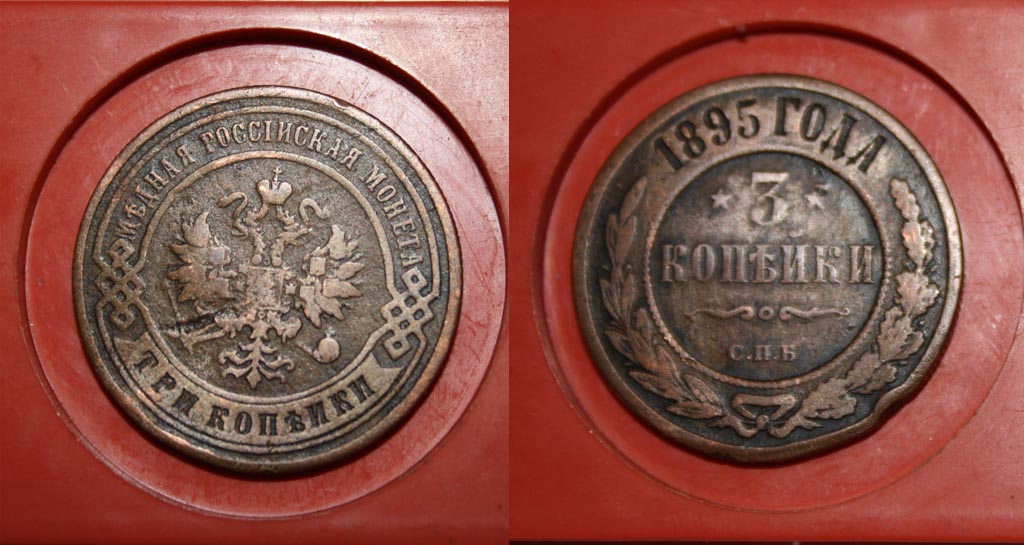 МѢДНАЯ РОССІЙСКАЯ МОНЕТА
ТРИ КОПѢЙКИ
1895 ГОДА
3
КОПѢЙКИ
С.П.Б